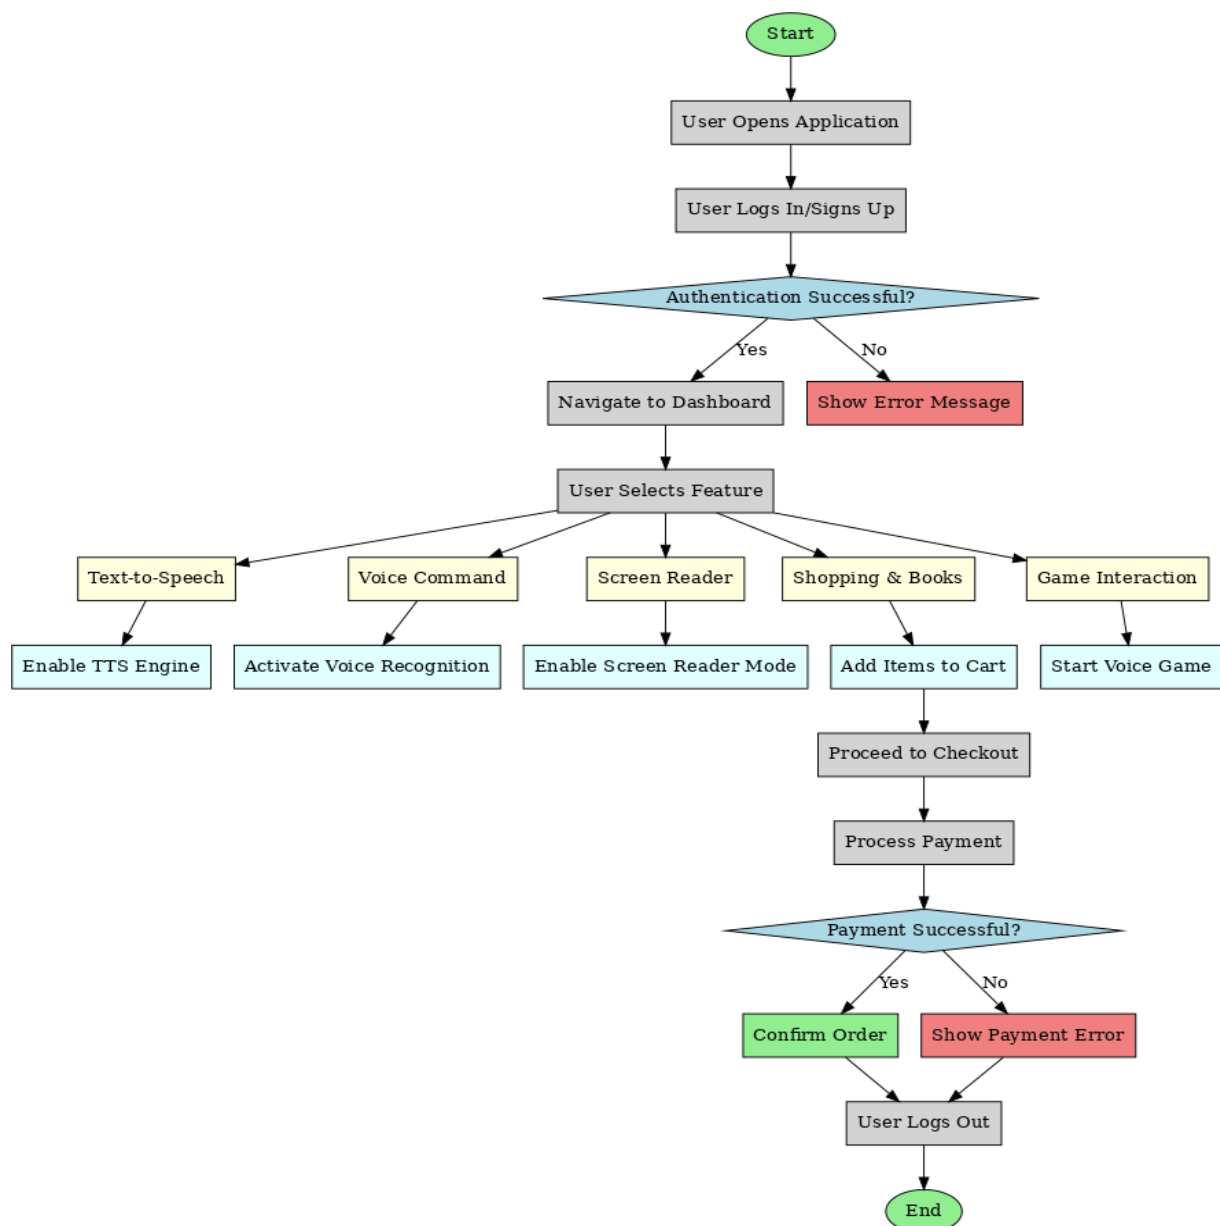 Start
User Opens Application
User Logs In/Signs Up
Authentication Successful?
Yes
No
Navigate to Dashboard
Show Error Message
User Selects Feature
Text-to-Speech
Voice Command
Screen Reader
Shopping & Books
Game Interaction
Enable TTS Engine
Activate Voice Recognition
Enable Screen Reader Mode
Add Items to Cart
Start Voice Game
Proceed to Checkout
Process Payment
Payment Successful?
Yes
No
Confirm Order
Show Payment Error
User Logs Out
End